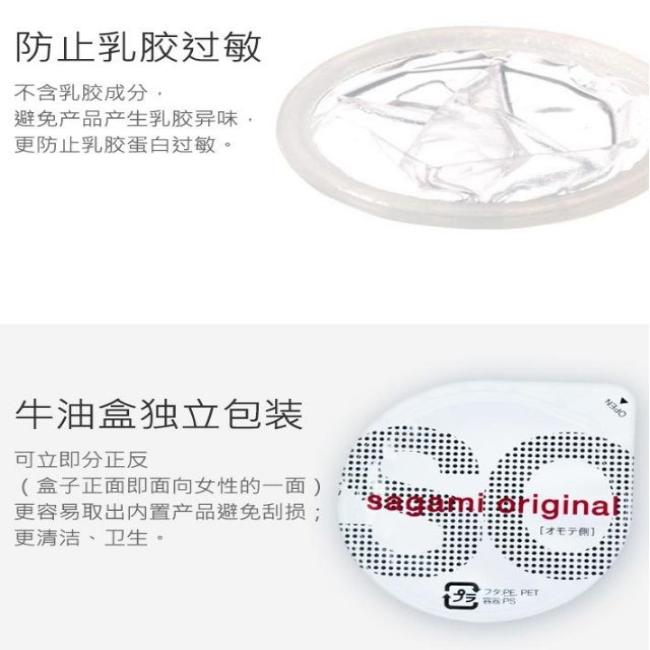 防止乳胶过敏
不含乳胶成分，
避免产品产生乳胶异味，
更防止乳胶蛋白过敏。
牛油盒独立包装
可立即分正反
（盒子正面即面向女性的一面）
更容易取出内置产品避免刮损；
更清洁、卫生。
OPEN
sagami original
[オモテ側]
プラ
フタ:PE, PET
容器:PS